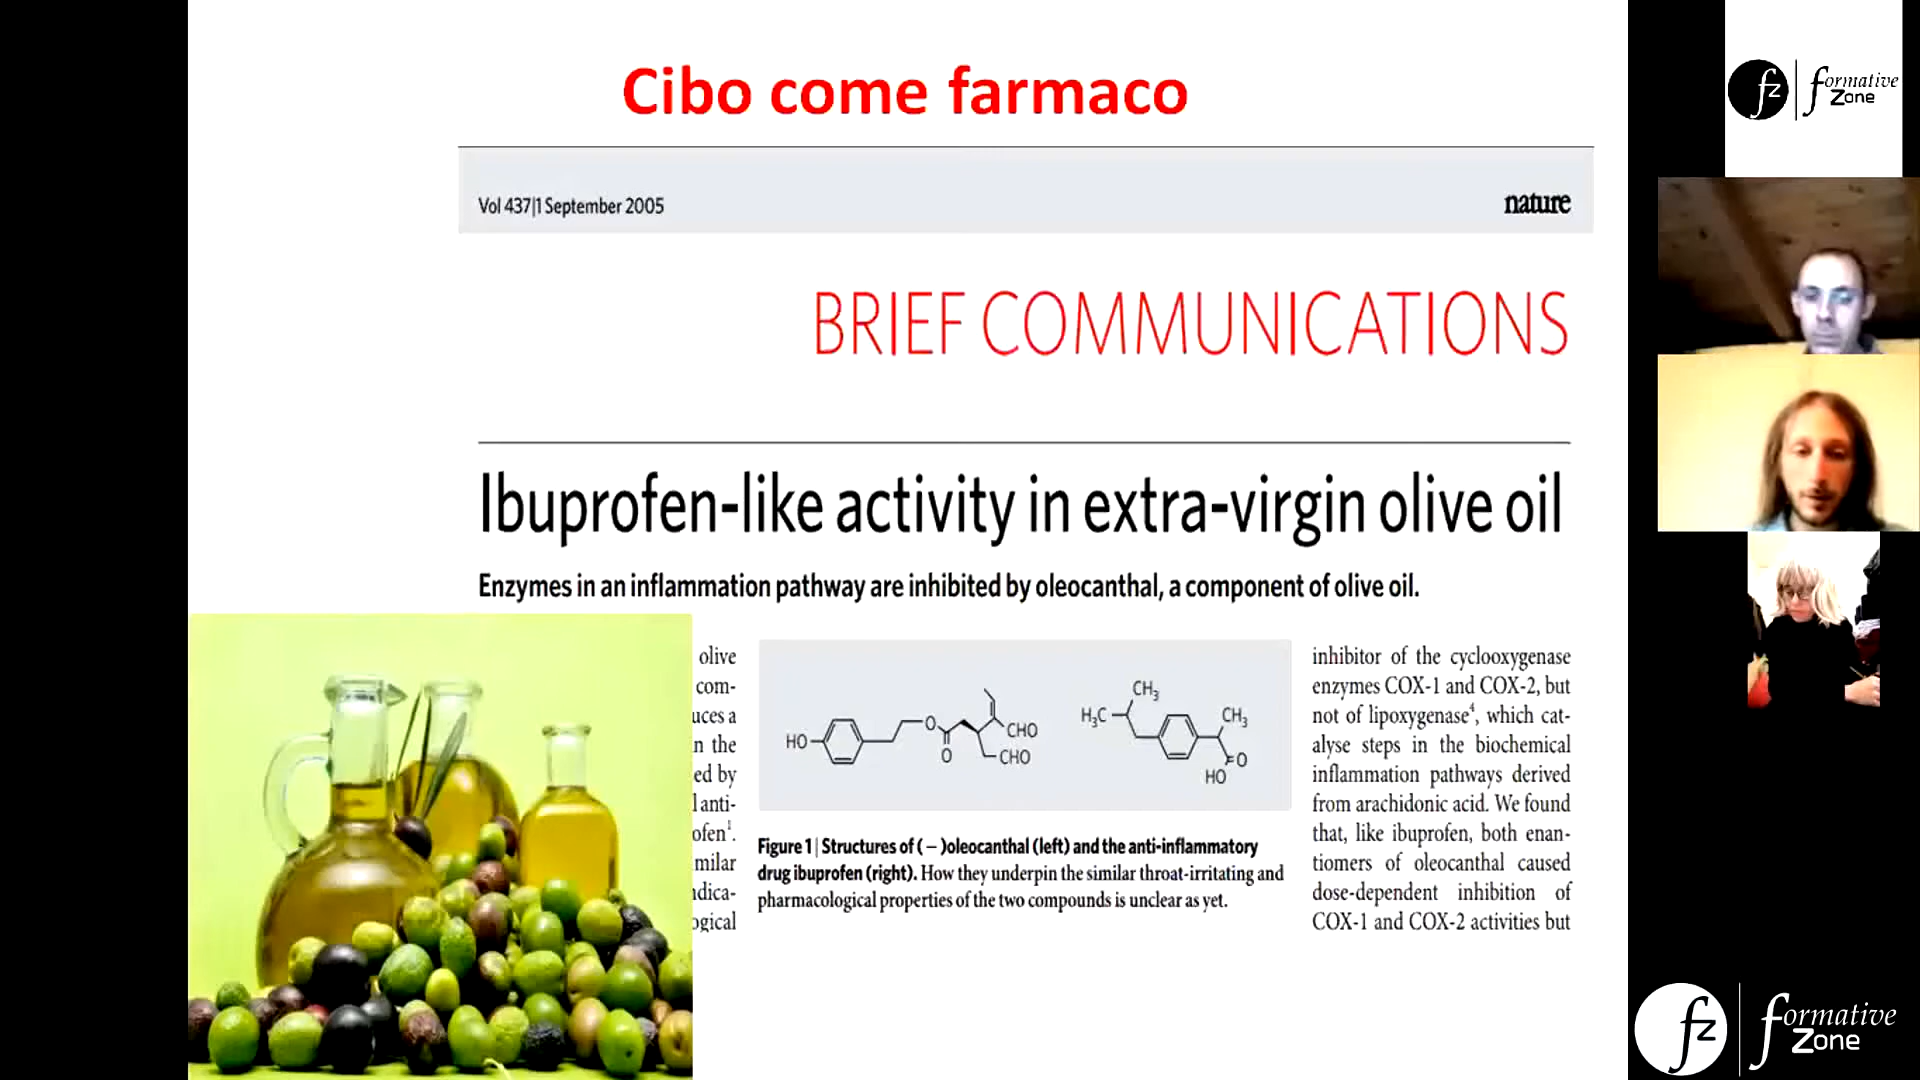 Cibo come farmaco
Vol 437|1 September 2005
nature
BRIEF COMMUNICATIONS
Ibuprofen-like activity in extra-virgin olive oil
Enzymes in an inflammation pathway are inhibited by oleocanthal, a component of olive oil.
olive
com-
uces a
n the
ed by
l anti-
ofen¹.
milar
dica-
ogical
HO
O
O
CHO
CHO
H₃C
CH₃
CH₃
O
HO
Figure 1 | Structures of (–)oleocanthal (left) and the anti-inflammatory
drug ibuprofen (right). How they underpin the similar throat-irritating and
pharmacological properties of the two compounds is unclear as yet.
inhibitor of the cyclooxygenase
enzymes COX-1 and COX-2, but
not of lipoxygenase⁴, which cat-
alyse steps in the biochemical
inflammation pathways derived
from arachidonic acid. We found
that, like ibuprofen, both enan-
tiomers of oleocanthal caused
dose-dependent inhibition of
COX-1 and COX-2 activities but
fz formative
Zone
fz formative
Zone